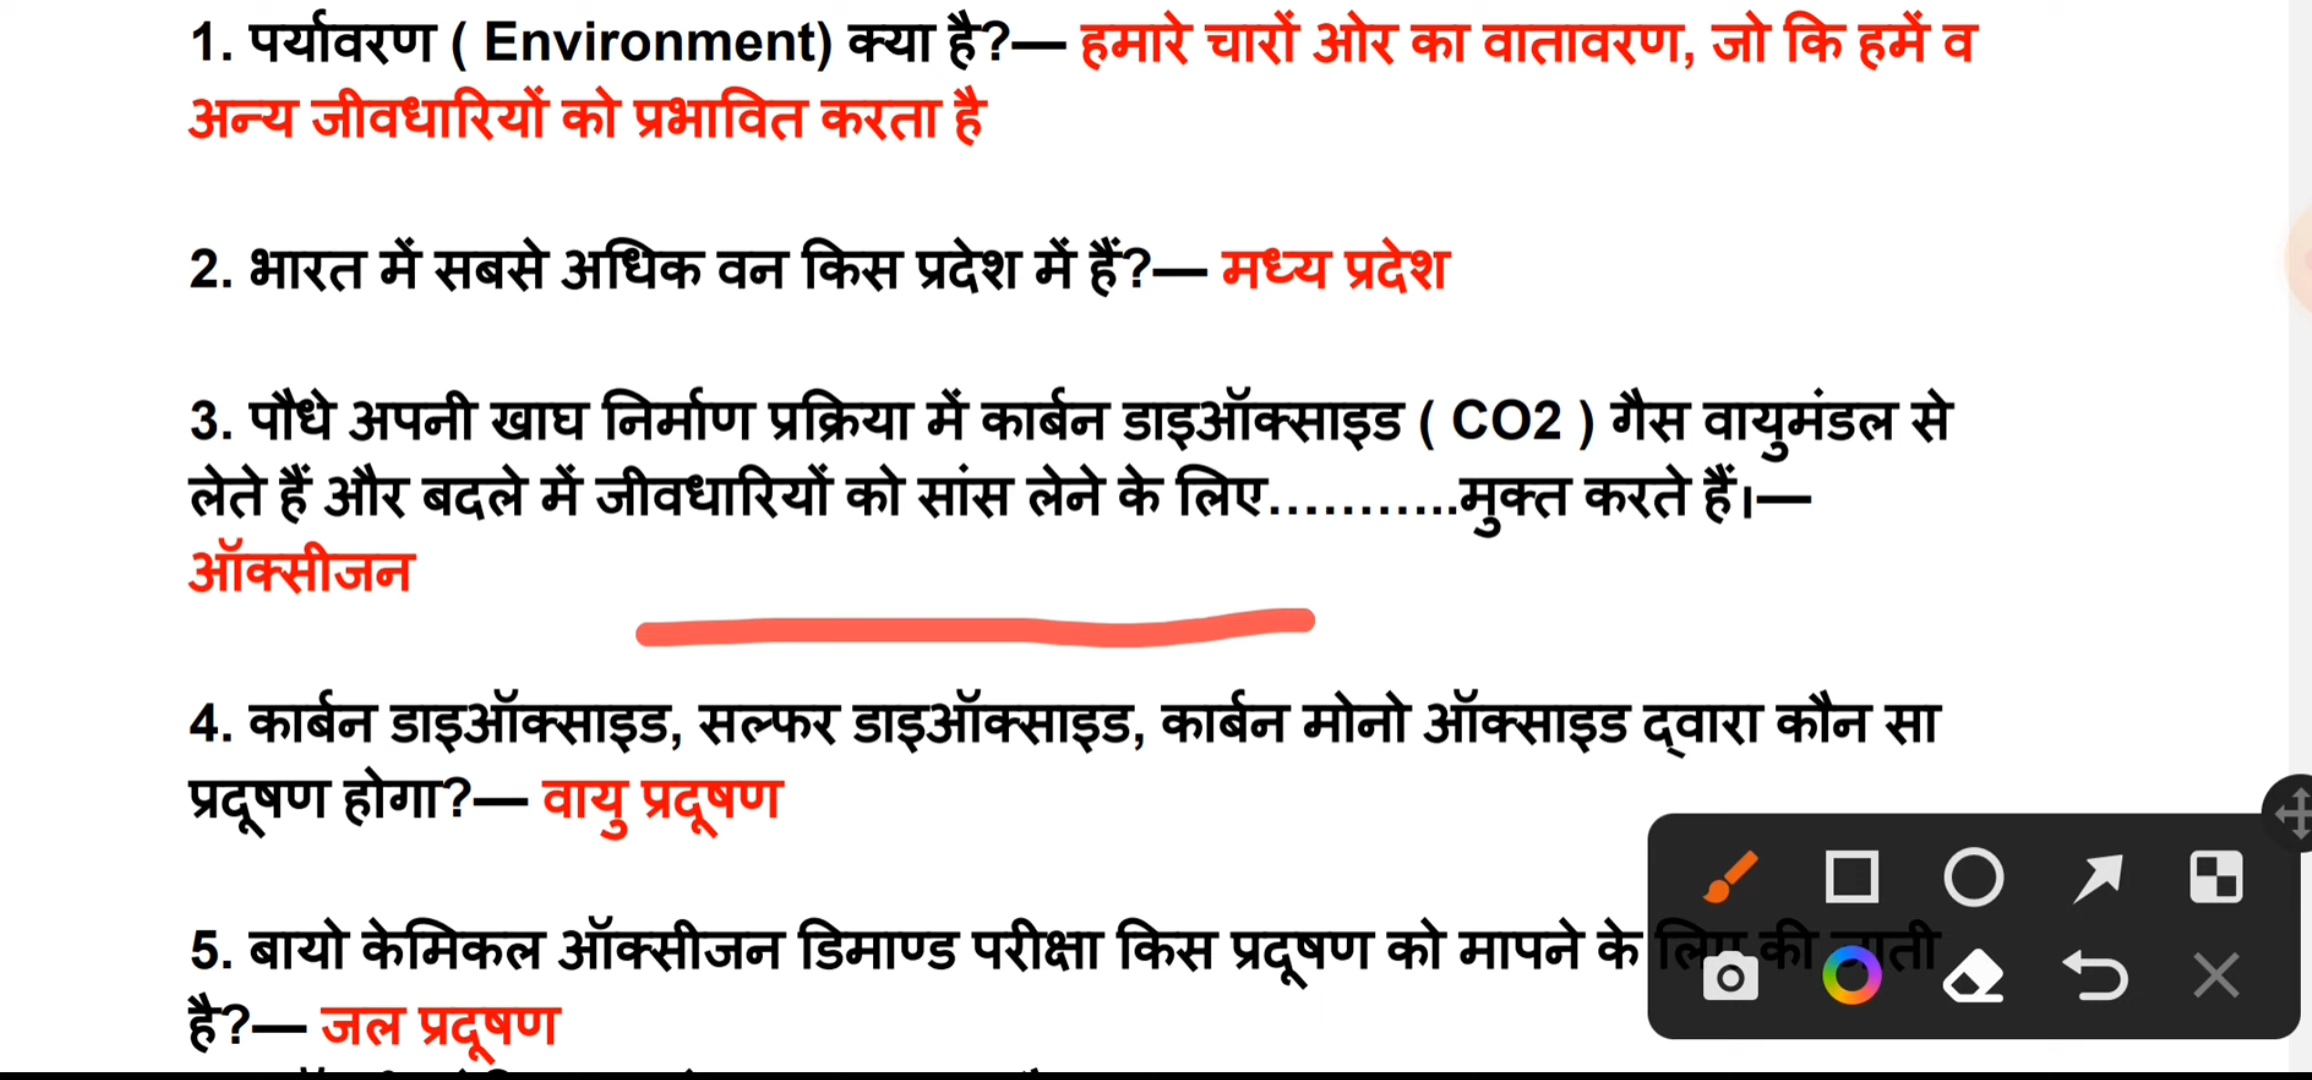 1. पर्यावरण ( Environment) क्या है?— हमारे चारों ओर का वातावरण, जो कि हमें व
अन्य जीवधारियों को प्रभावित करता है
2. भारत में सबसे अधिक वन किस प्रदेश में हैं?— मध्य प्रदेश
3. पौधे अपनी खाघ निर्माण प्रक्रिया में कार्बन डाइऑक्साइड ( CO2 ) गैस वायुमंडल से
लेते हैं और बदले में जीवधारियों को सांस लेने के लिए...........मुक्त करते हैं।—
ऑक्सीजन
4. कार्बन डाइऑक्साइड, सल्फर डाइऑक्साइड, कार्बन मोनो ऑक्साइड द्वारा कौन सा
प्रदूषण होगा?— वायु प्रदूषण
5. बायो केमिकल ऑक्सीजन डिमाण्ड परीक्षा किस प्रदूषण को मापने के लिए की जाती
है?— जल प्रदूषण